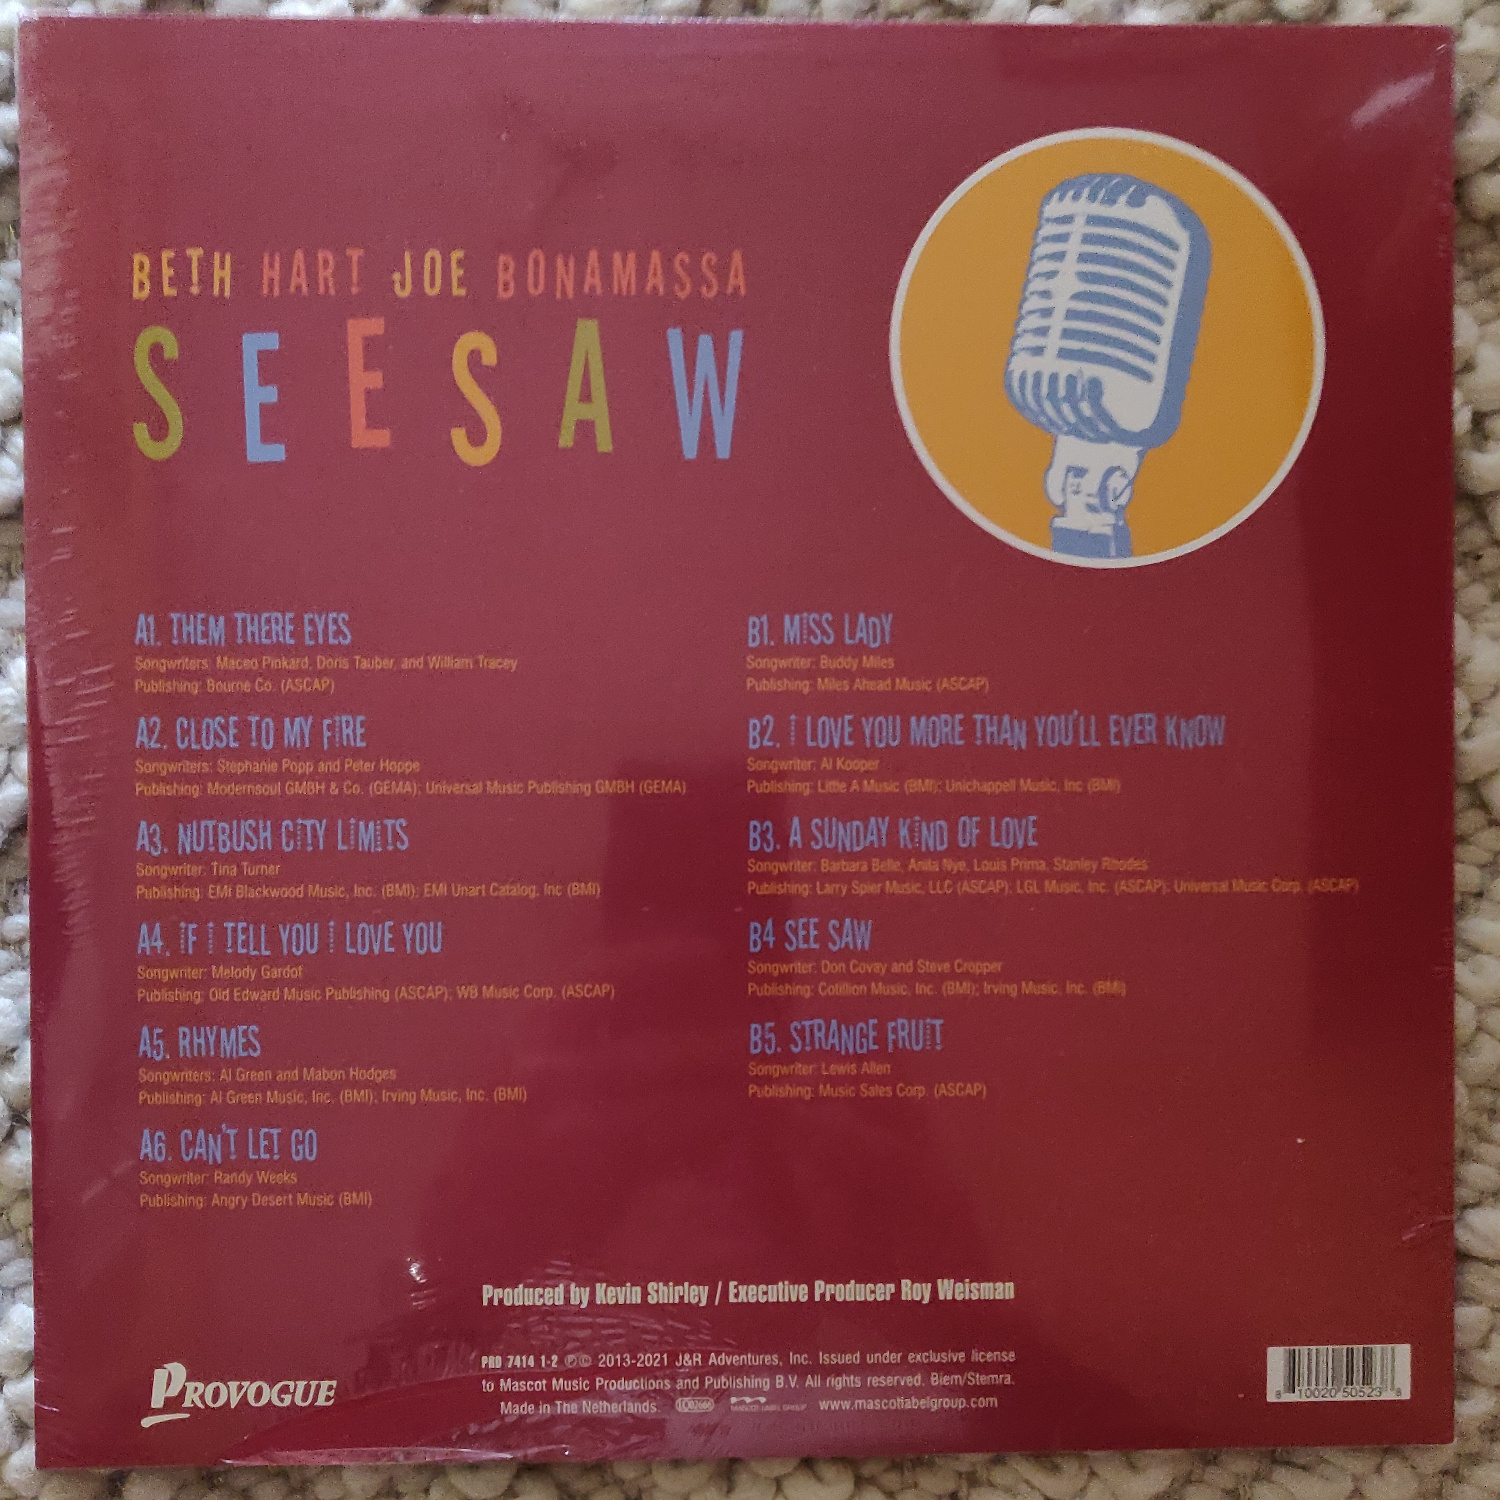 BETH HART JOE BONAMASSA
SEESAW
A1. THEM THERE EYES
Songwriters: Maceo Pinkard, Doris Tauber, and William Tracey
Publishing: Bourne Co. (ASCAP)
A2. CLOSE TO MY FIRE
Songwriters: Stephanie Popp and Peter Hoppe
Publishing: Modernsoul GMBH & Co. (GEMA); Universal Music Publishing GMBH (GEMA)
A3. NUTBUSH CITY LIMITS
Songwriter: Tina Turner
Publishing: EMI Blackwood Music, Inc. (BMI); EMI Unart Catalog, Inc (BMI)
A4. IF I TELL YOU I LOVE YOU
Songwriter: Melody Gardot
Publishing: Old Edward Music Publishing (ASCAP); WB Music Corp. (ASCAP)
A5. RHYMES
Songwriters: Al Green and Mabon Hodges
Publishing: Al Green Music, Inc. (BMI); Irving Music, Inc. (BMI)
A6. CAN'T LET GO
Songwriter: Randy Weeks
Publishing: Angry Desert Music (BMI)
B1. MISS LADY
Songwriter: Buddy Miles
Publishing: Miles Ahead Music (ASCAP)
B2. I LOVE YOU MORE THAN YOU'LL EVER KNOW
Songwriter: Al Kooper
Publishing: Little A Music (BMI); Unichappell Music, Inc (BMI)
B3. A SUNDAY KIND OF LOVE
Songwriter: Barbara Belle, Anita Nye, Louis Prima, Stanley Rhodes
Publishing: Larry Spier Music, LLC (ASCAP); LGL Music, Inc. (ASCAP); Universal Music Corp. (ASCAP)
B4 SEE SAW
Songwriter: Don Covay and Steve Cropper
Publishing: Cotillion Music, Inc. (BMI); Irving Music, Inc. (BMI)
B5. STRANGE FRUIT
Songwriter: Lewis Allen
Publishing: Music Sales Corp. (ASCAP)
Produced by Kevin Shirley / Executive Producer Roy Weisman
PROVOGUE
PRD 7414 1-2 ℗© 2013-2021 J&R Adventures, Inc. Issued under exclusive license
to Mascot Music Productions and Publishing B.V. All rights reserved. Biem/Stemra.
Made in The Netherlands. MASCOT LABEL GROUP www.mascotlabelgroup.com
8 10020 50523 8